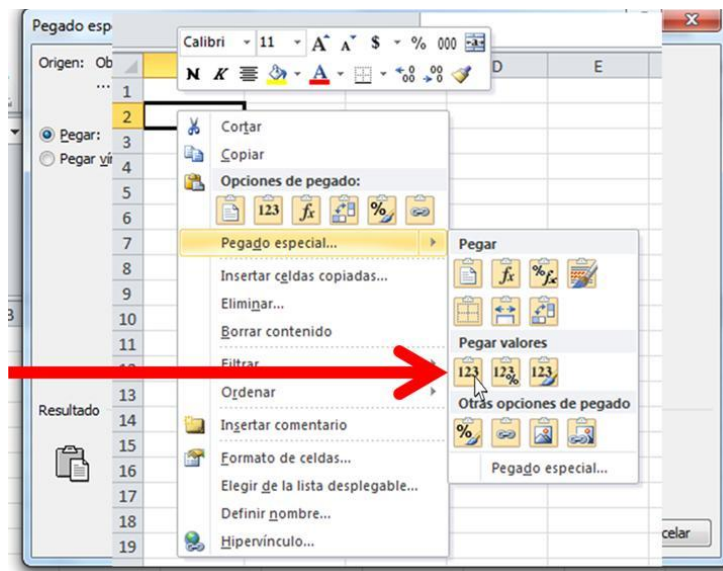 Pegado esp
Origen: Ob
...
Pegar:
Pegar vín
Resultado
celar
Calibri 11 A A $ % 000
N K A
D E
1
2
3
4
5
6
7
8
9
10
11
12
13
14
15
16
17
18
19
Cortar
Copiar
Opciones de pegado:
123 fx %
Pegado especial...
Insertar celdas copiadas...
Eliminar...
Borrar contenido
Filtrar
Ordenar
Insertar comentario
Formato de celdas...
Elegir de la lista desplegable...
Definir nombre...
Hipervínculo...
Pegar
fx %fx
Pegar valores
123 123% 123
Otras opciones de pegado
%
Pegado especial...